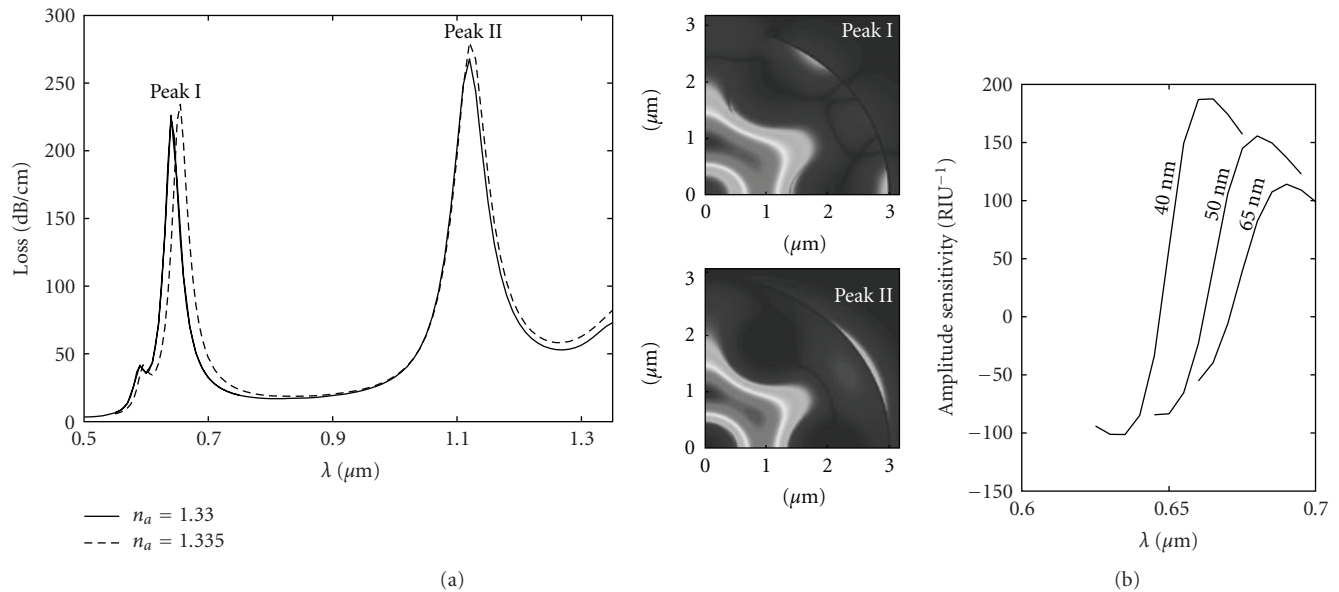 300
250
200
150
100
50
0
Loss (dB/cm)
Peak I
Peak II
0.5
0.7
0.9
1.1
1.3
λ (μm)
n_a = 1.33
n_a = 1.335
(a)
Peak I
3
2
1
0
(μm)
0
1
2
3
(μm)
Peak II
3
2
1
0
(μm)
0
1
2
3
(μm)
200
150
100
50
0
−50
−100
−150
Amplitude sensitivity (RIU⁻¹)
40 nm
50 nm
65 nm
0.6
0.65
0.7
λ (μm)
(b)